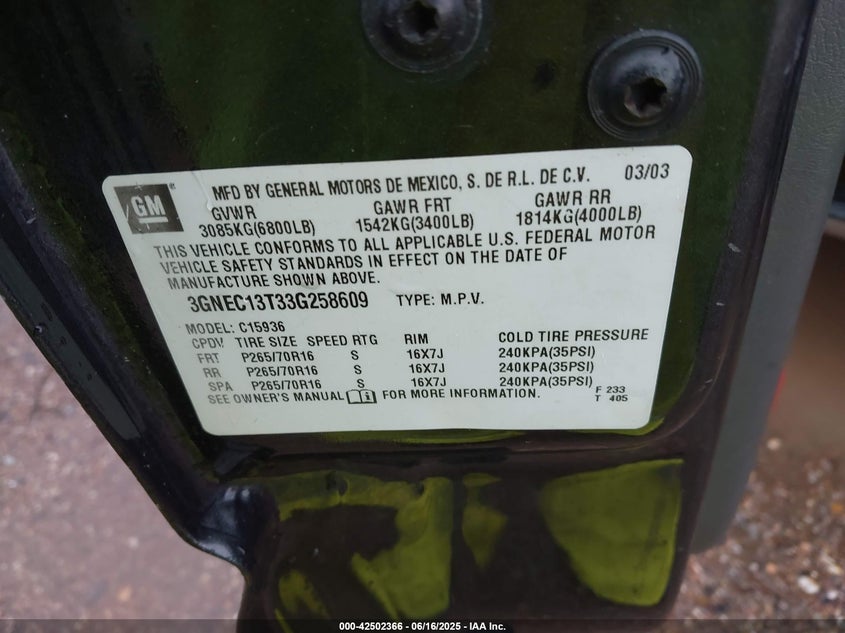 GM ®
MFD BY GENERAL MOTORS DE MEXICO, S. DE R.L. DE C.V. 03/03
GVWR GAWR FRT GAWR RR
3085KG(6800LB) 1542KG(3400LB) 1814KG(4000LB)
THIS VEHICLE CONFORMS TO ALL APPLICABLE U.S. FEDERAL MOTOR
VEHICLE SAFETY STANDARDS IN EFFECT ON THE DATE OF
MANUFACTURE SHOWN ABOVE.
3GNEC13T33G258609 TYPE: M.P.V.
MODEL: C15936
CPDV TIRE SIZE SPEED RTG RIM COLD TIRE PRESSURE
FRT P265/70R16 S 16X7J 240KPA(35PSI)
RR P265/70R16 S 16X7J 240KPA(35PSI)
SPA P265/70R16 S 16X7J 240KPA(35PSI)
SEE OWNER'S MANUAL FOR MORE INFORMATION.
F 233
T 405
000-42502366 - 06/16/2025 - IAA Inc.